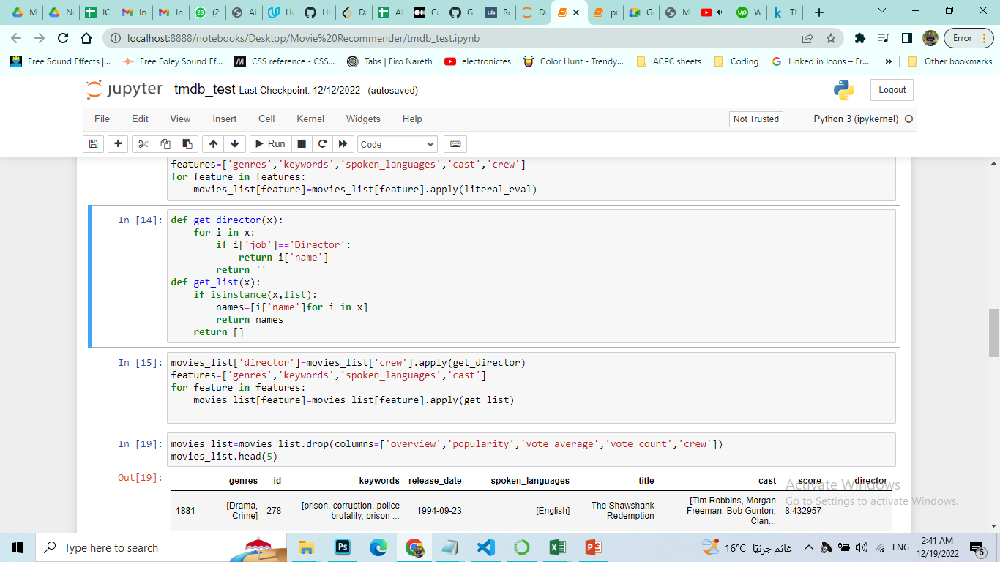 M
N
IC
In
In
(2
Al
Ho
Ha
Da
Al
Co
G
Re
D
pr
G
M
W
Tl
localhost:8888/notebooks/Desktop/Movie%20Recommender/tmdb_test.ipynb
Error
Free Sound Effects |...
Free Foley Sound Ef...
CSS reference - CSS...
Tabs | Eiro Nareth
electronictes
Color Hunt - Trendy...
ACPC sheets
Coding
Linked in Icons – Fr...
»
Other bookmarks
jupyter tmdb_test Last Checkpoint: 12/12/2022 (autosaved)
Logout
File Edit View Insert Cell Kernel Widgets Help
Not Trusted
Python 3 (ipykernel)
Run
Code
features=['genres','keywords','spoken_languages','cast','crew']
for feature in features:
    movies_list[feature]=movies_list[feature].apply(literal_eval)
In [14]:
def get_director(x):
    for i in x:
        if i['job']=='Director':
            return i['name']
        return ''
def get_list(x):
    if isinstance(x,list):
        names=[i['name']for i in x]
        return names
    return []
In [15]:
movies_list['director']=movies_list['crew'].apply(get_director)
features=['genres','keywords','spoken_languages','cast']
for feature in features:
    movies_list[feature]=movies_list[feature].apply(get_list)
In [19]:
movies_list=movies_list.drop(columns=['overview','popularity','vote_average','vote_count','crew'])
movies_list.head(5)
Out[19]:
genres id keywords release_date spoken_languages title cast score director
1881
[Drama,
Crime]
278
[prison, corruption, police
brutality, prison ...
1994-09-23
[English]
The Shawshank
Redemption
[Tim Robbins, Morgan
Freeman, Bob Gunton,
Clan...
8.432957
Activate Windows
Go to Settings to activate Windows.
Type here to search
16°C غائم جزئيًا
ENG
2:41 AM
12/19/2022
6